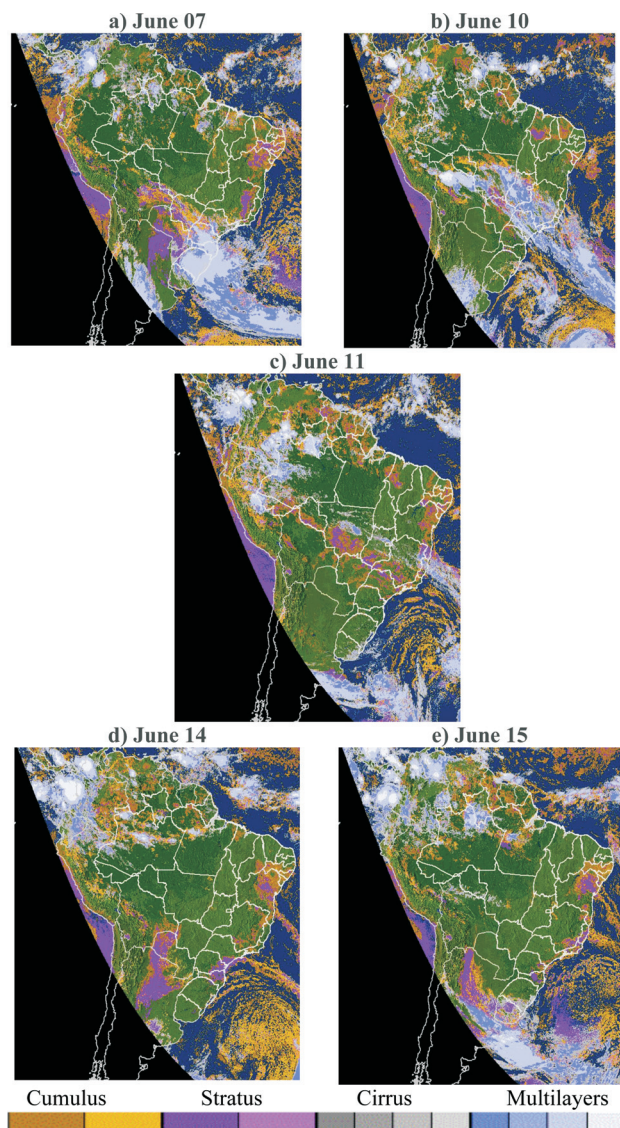 a) June 07
b) June 10
c) June 11
d) June 14
e) June 15
Cumulus Stratus Cirrus Multilayers